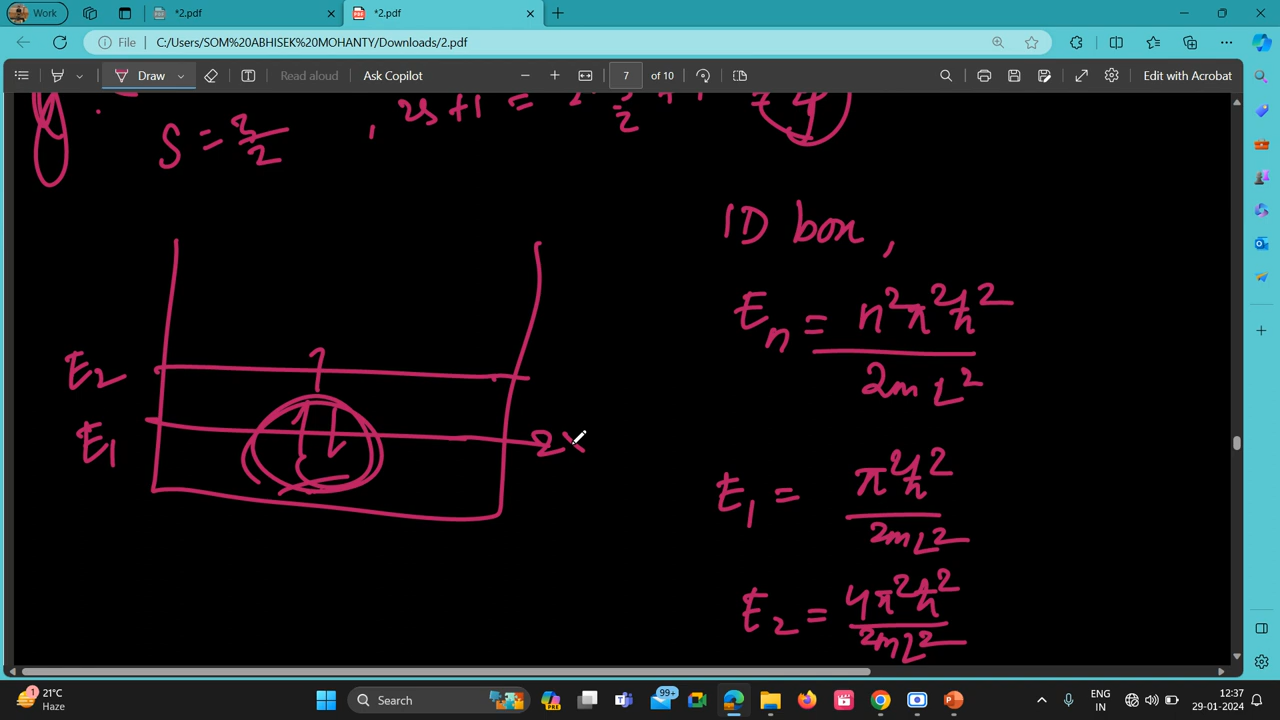 Work
*2.pdf
*2.pdf
File
C:/Users/SOM%20ABHISEK%20MOHANTY/Downloads/2.pdf
Draw
Read aloud
Ask Copilot
7
of 10
Edit with Acrobat
S = 3/2 , 2s+1 =
1D box,
Eₙ = n²π²ħ² / 2mL²
E₂
E₁
2×
E₁ = π²ħ² / 2mL²
E₂ = 4π²ħ² / 2mL²
1
21°C
Haze
Search
PRE
99+
ENG
IN
12:37
29-01-2024